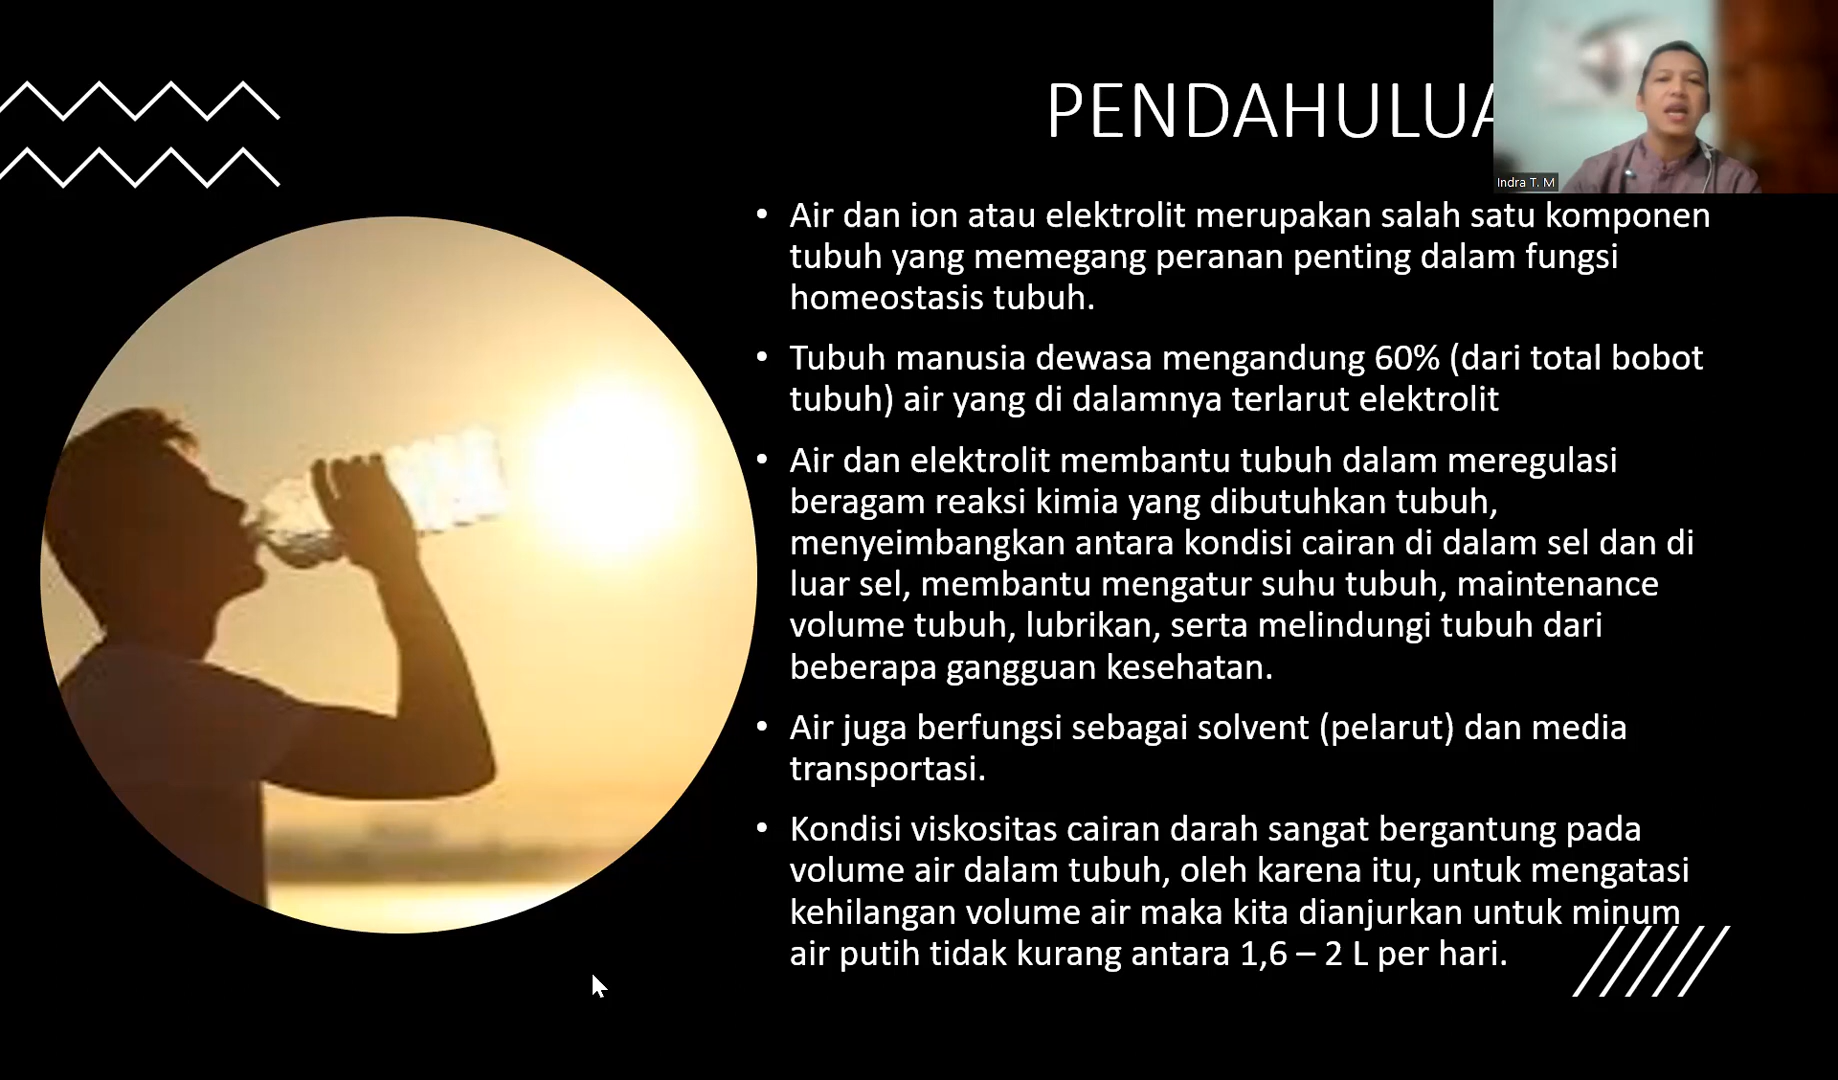 PENDAHULUA
Indra T. M
• Air dan ion atau elektrolit merupakan salah satu komponen
tubuh yang memegang peranan penting dalam fungsi
homeostasis tubuh.
• Tubuh manusia dewasa mengandung 60% (dari total bobot
tubuh) air yang di dalamnya terlarut elektrolit
• Air dan elektrolit membantu tubuh dalam meregulasi
beragam reaksi kimia yang dibutuhkan tubuh,
menyeimbangkan antara kondisi cairan di dalam sel dan di
luar sel, membantu mengatur suhu tubuh, maintenance
volume tubuh, lubrikan, serta melindungi tubuh dari
beberapa gangguan kesehatan.
• Air juga berfungsi sebagai solvent (pelarut) dan media
transportasi.
• Kondisi viskositas cairan darah sangat bergantung pada
volume air dalam tubuh, oleh karena itu, untuk mengatasi
kehilangan volume air maka kita dianjurkan untuk minum
air putih tidak kurang antara 1,6 – 2 L per hari.